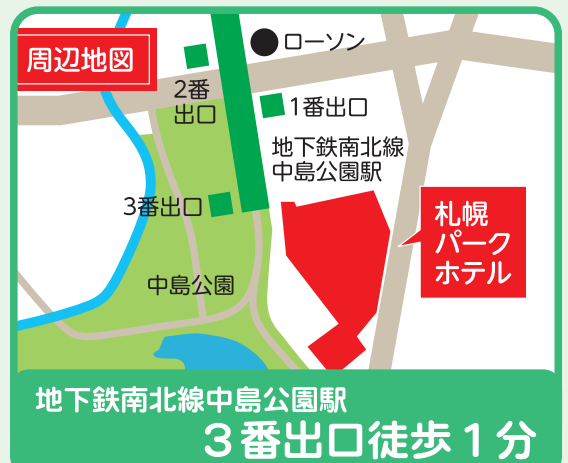 周辺地図
ローソン
2番
出口
1番出口
地下鉄南北線
中島公園駅
3番出口
札幌
パーク
ホテル
中島公園
地下鉄南北線中島公園駅
３番出口徒歩１分